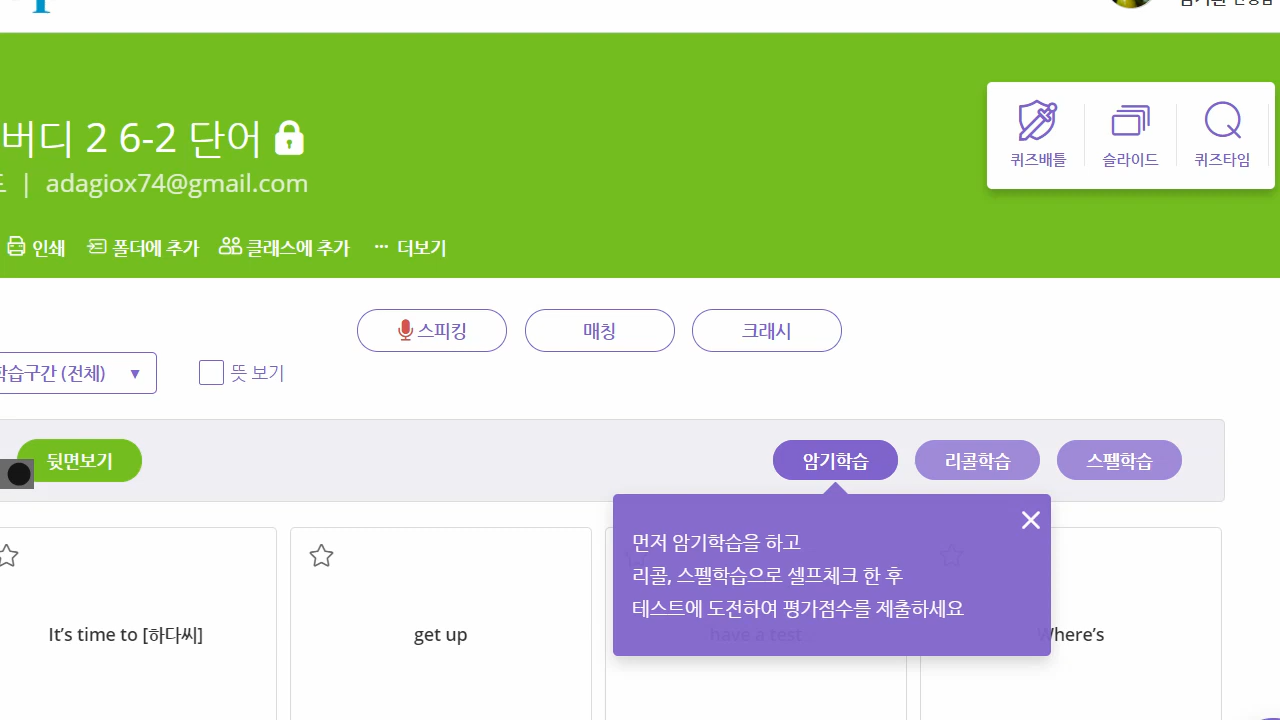 버디 2 6-2 단어
| adagiox74@gmail.com
퀴즈배틀
슬라이드
퀴즈타임
인쇄
폴더에 추가
클래스에 추가
더보기
스피킹
매칭
크래시
학습구간 (전체)
뜻 보기
뒷면보기
암기학습
리콜학습
스펠학습
먼저 암기학습을 하고
리콜, 스펠학습으로 셀프체크 한 후
테스트에 도전하여 평가점수를 제출하세요
It's time to [하다씨]
get up
have a test
Where's